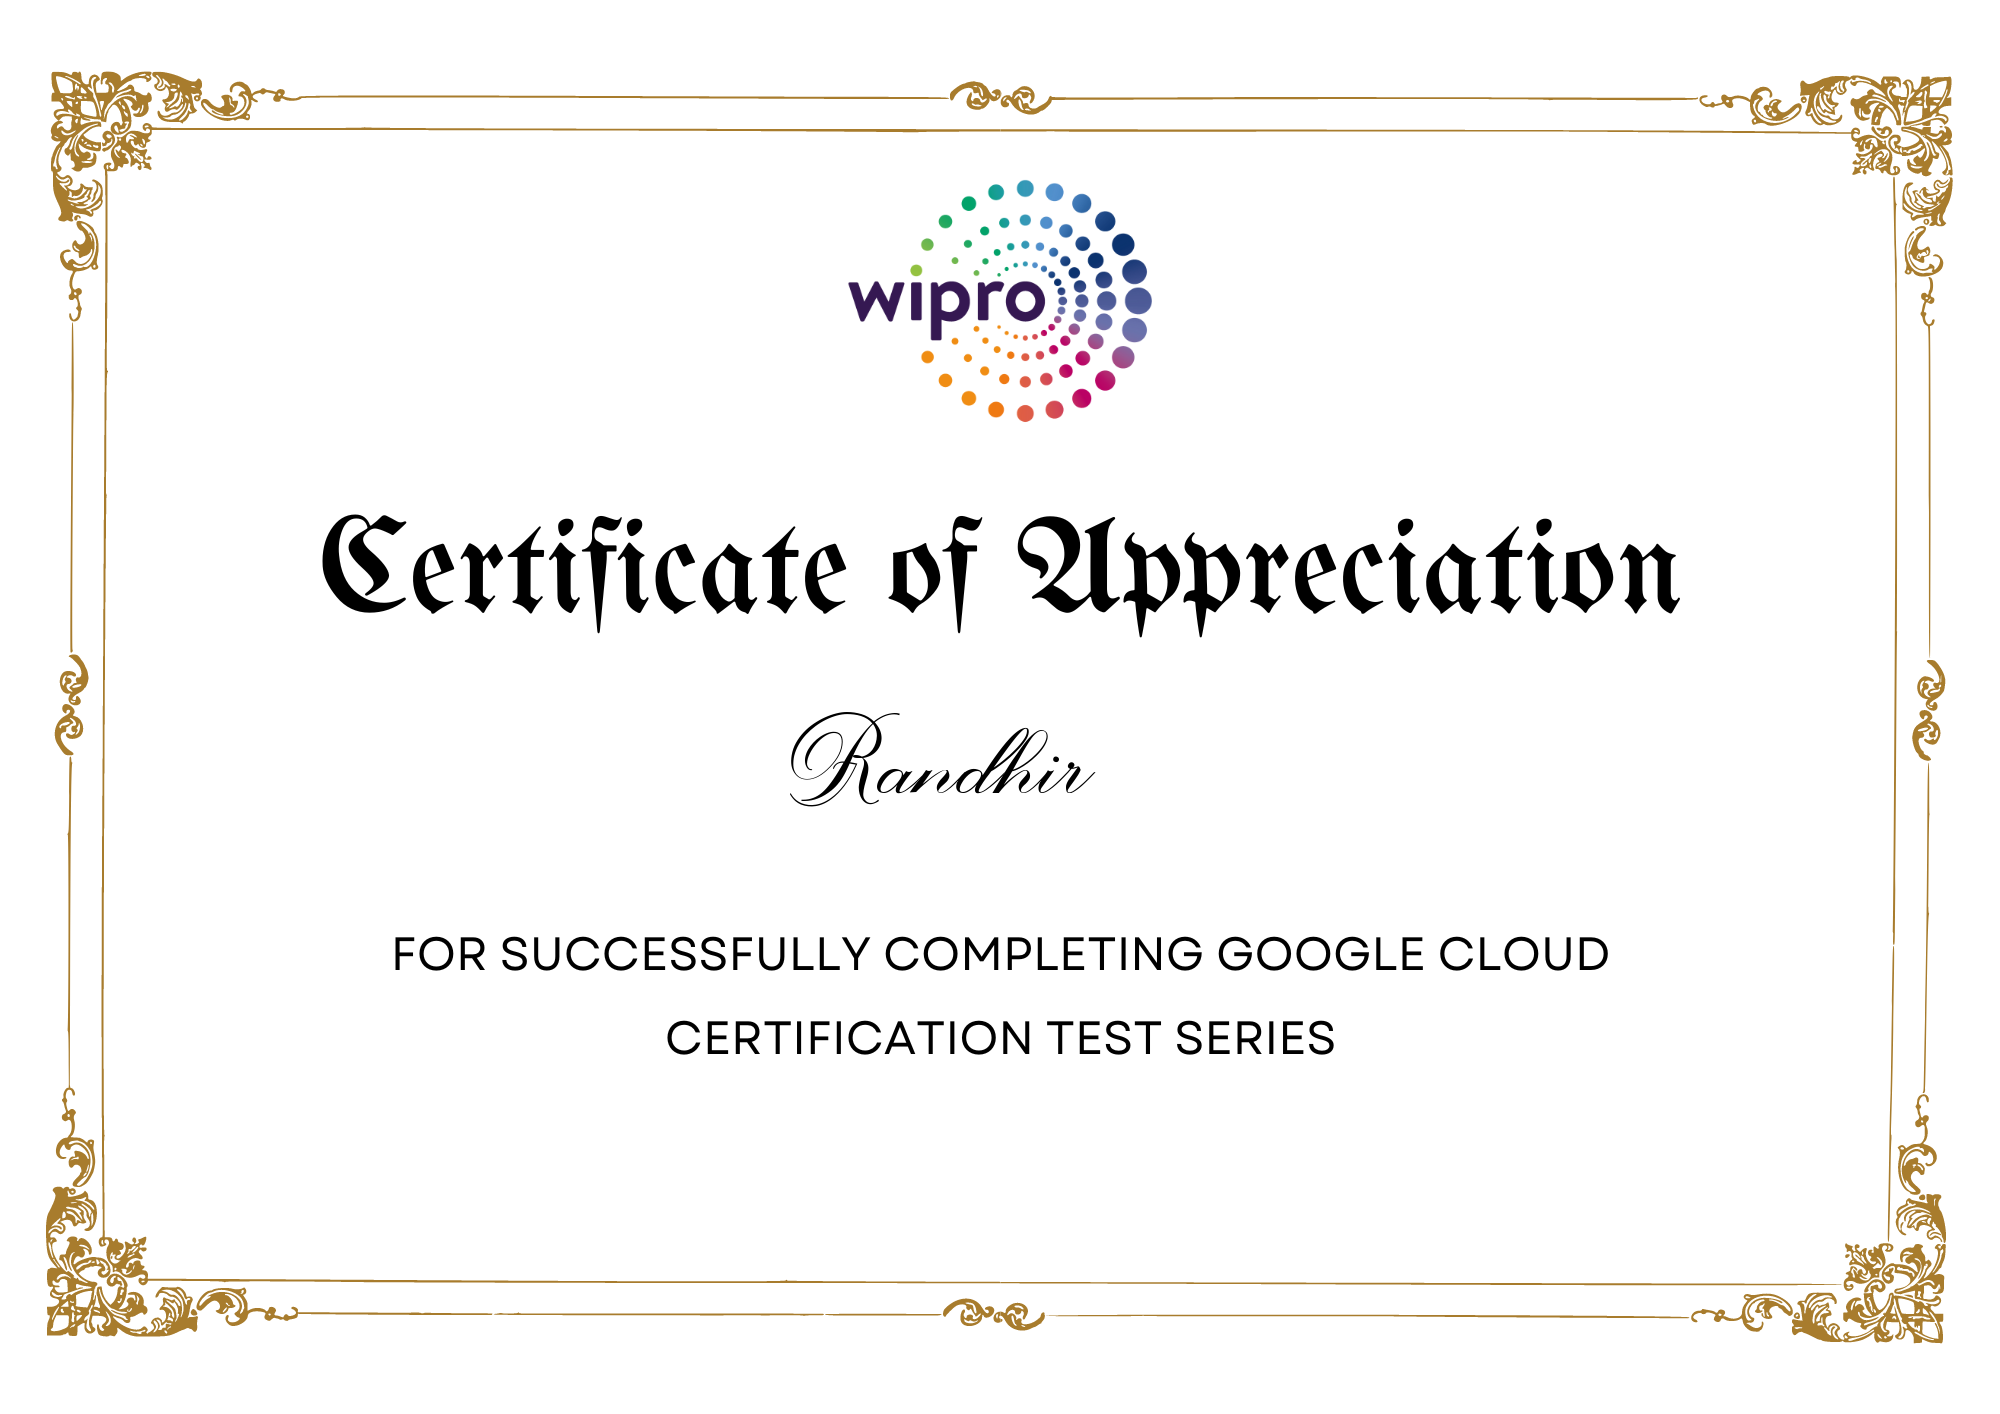 wipro
Certificate of Appreciation
Randhir
FOR SUCCESSFULLY COMPLETING GOOGLE CLOUD
CERTIFICATION TEST SERIES